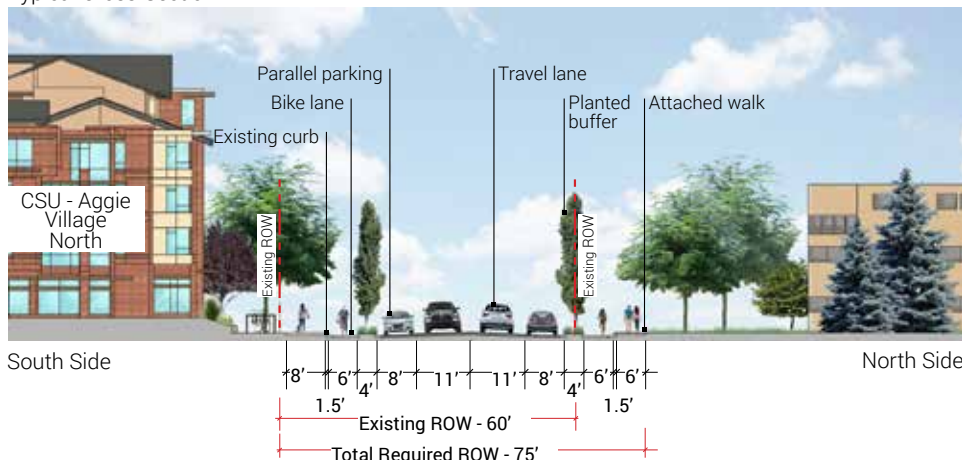 Parallel parking
Travel lane
Bike lane
Planted
buffer
Attached walk
Existing curb
CSU - Aggie
Village
North
Existing ROW
Existing ROW
South Side
North Side
8’
1.5’
6’
4’
8’
11’
11’
8’
4’
6’
1.5’
6’
Existing ROW - 60’
Total Required ROW - 75’